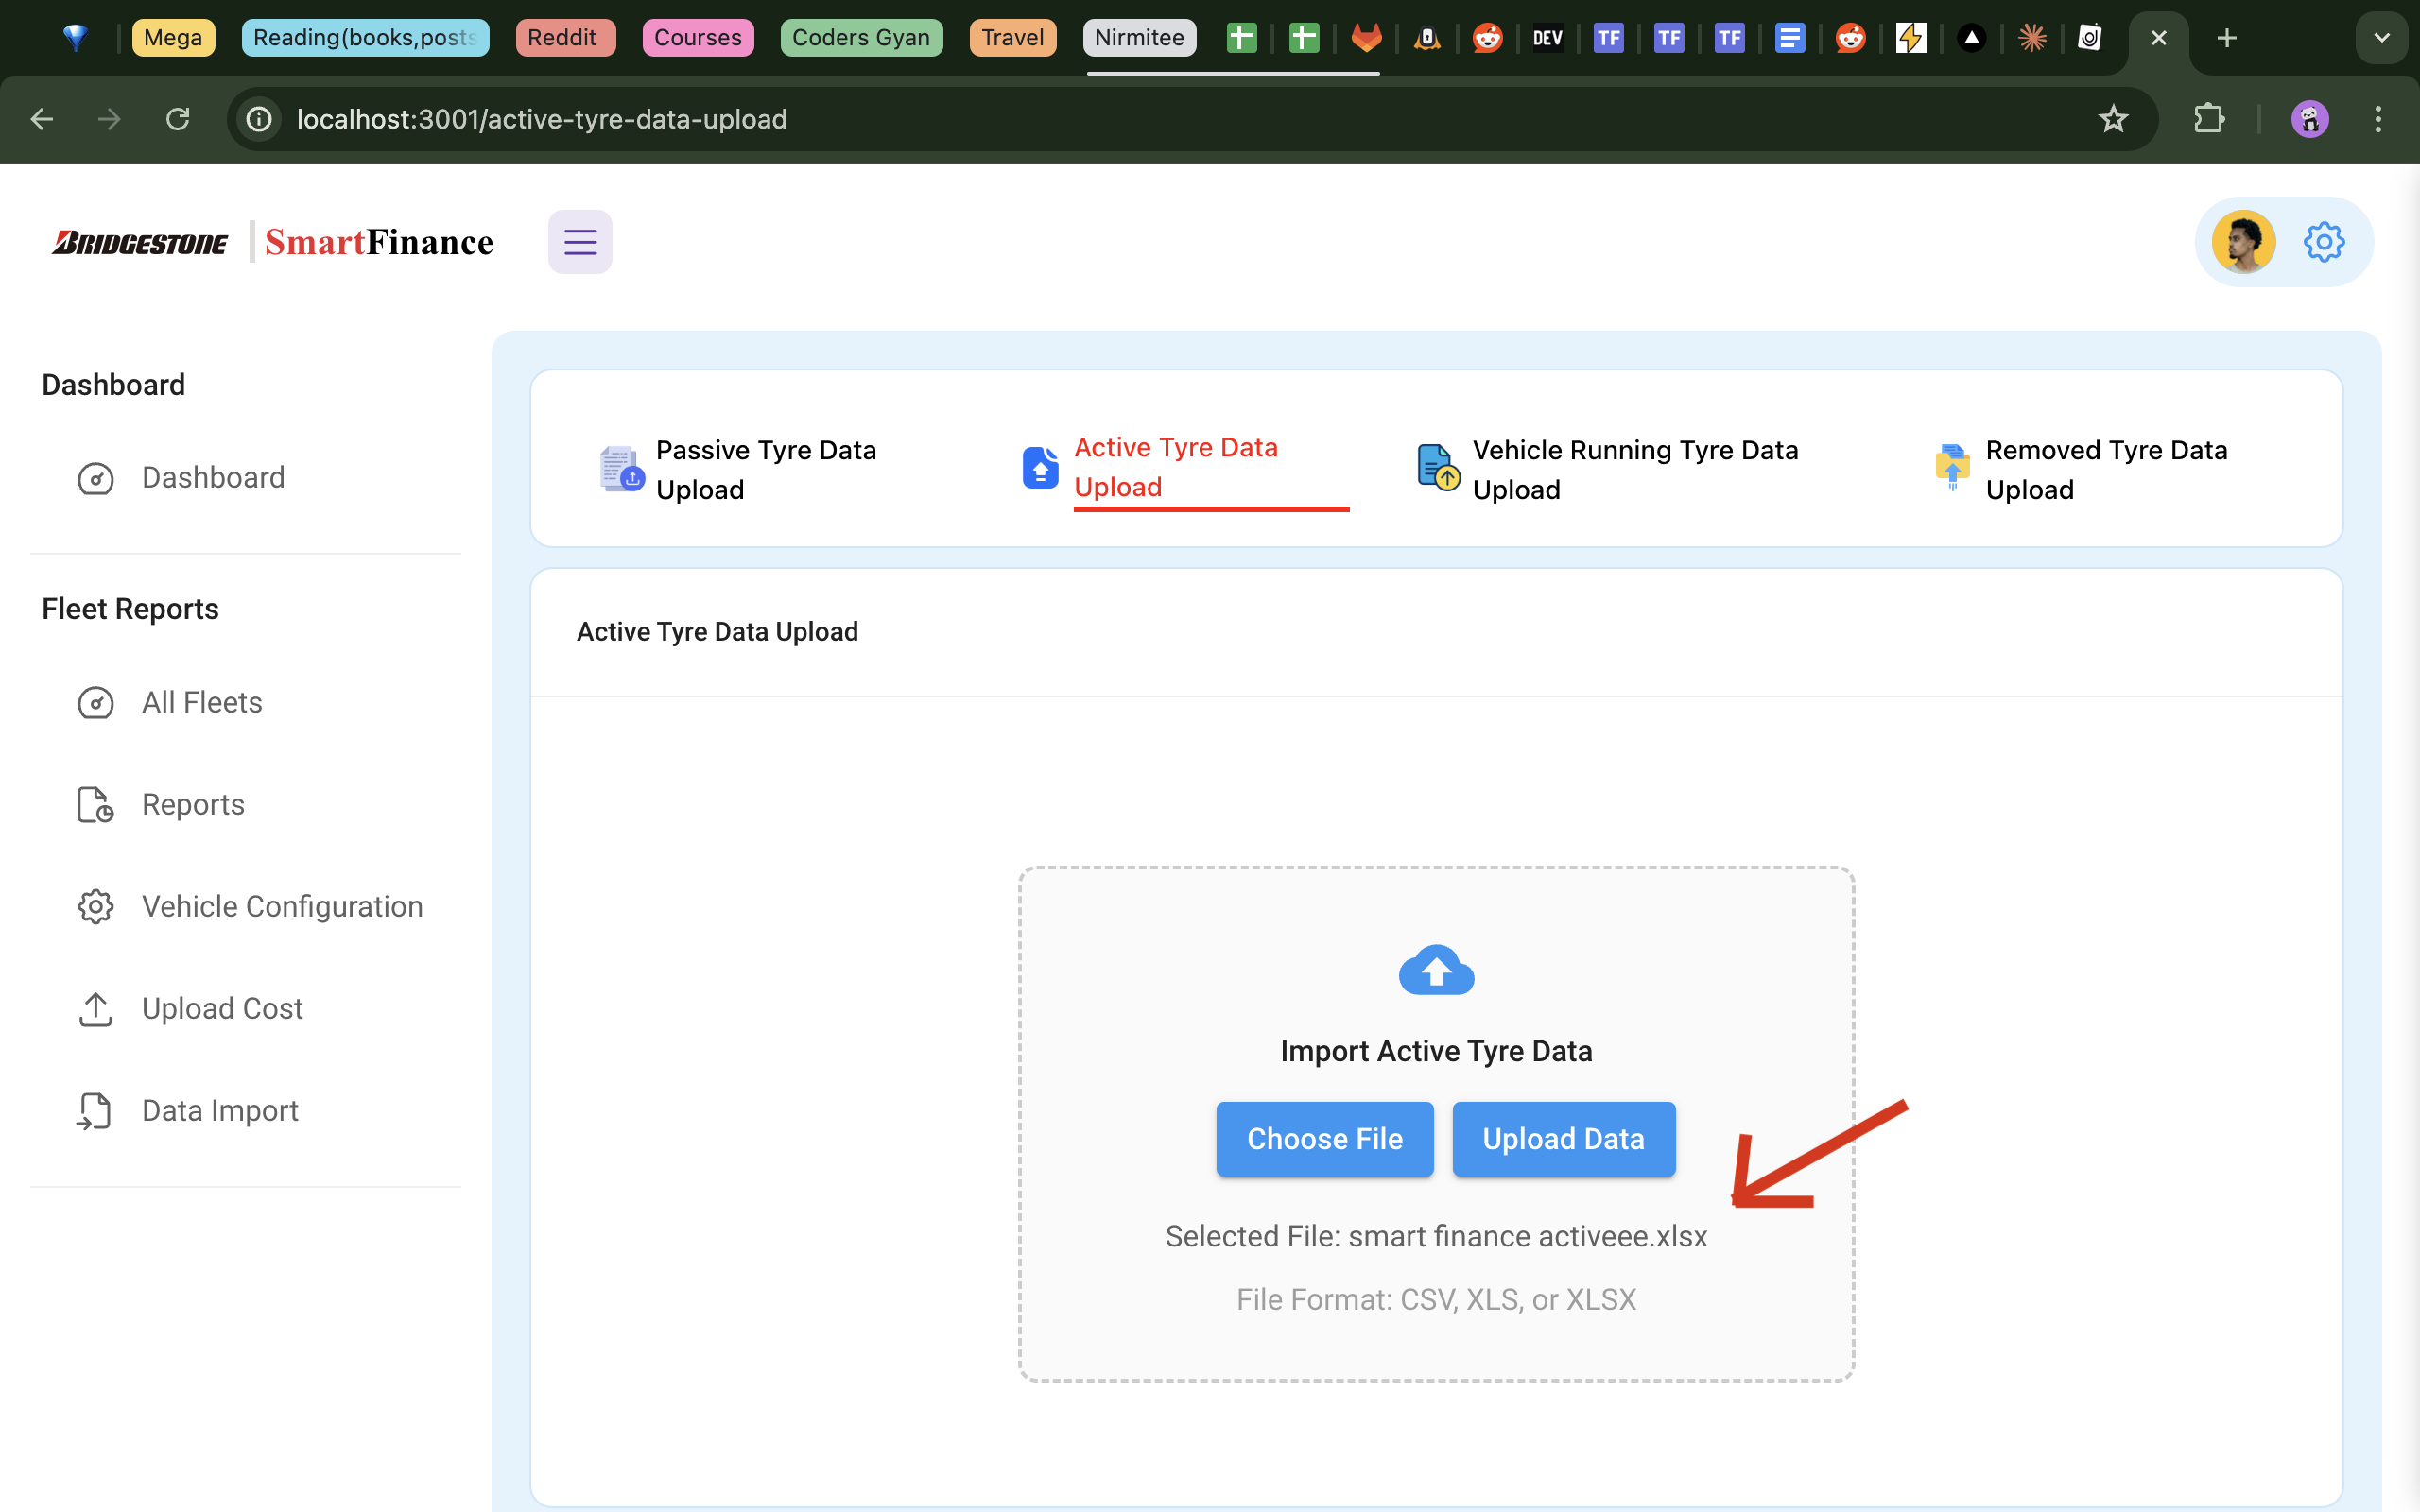 Mega
Reading(books,posts
Reddit
Courses
Coders Gyan
Travel
Nirmitee
DEV
TF
TF
TF
localhost:3001/active-tyre-data-upload
BRIDGESTONE
SmartFinance
Dashboard
Dashboard
Fleet Reports
All Fleets
Reports
Vehicle Configuration
Upload Cost
Data Import
Passive Tyre Data
Upload
Active Tyre Data
Upload
Vehicle Running Tyre Data
Upload
Removed Tyre Data
Upload
Active Tyre Data Upload
Import Active Tyre Data
Choose File
Upload Data
Selected File: smart finance activeee.xlsx
File Format: CSV, XLS, or XLSX